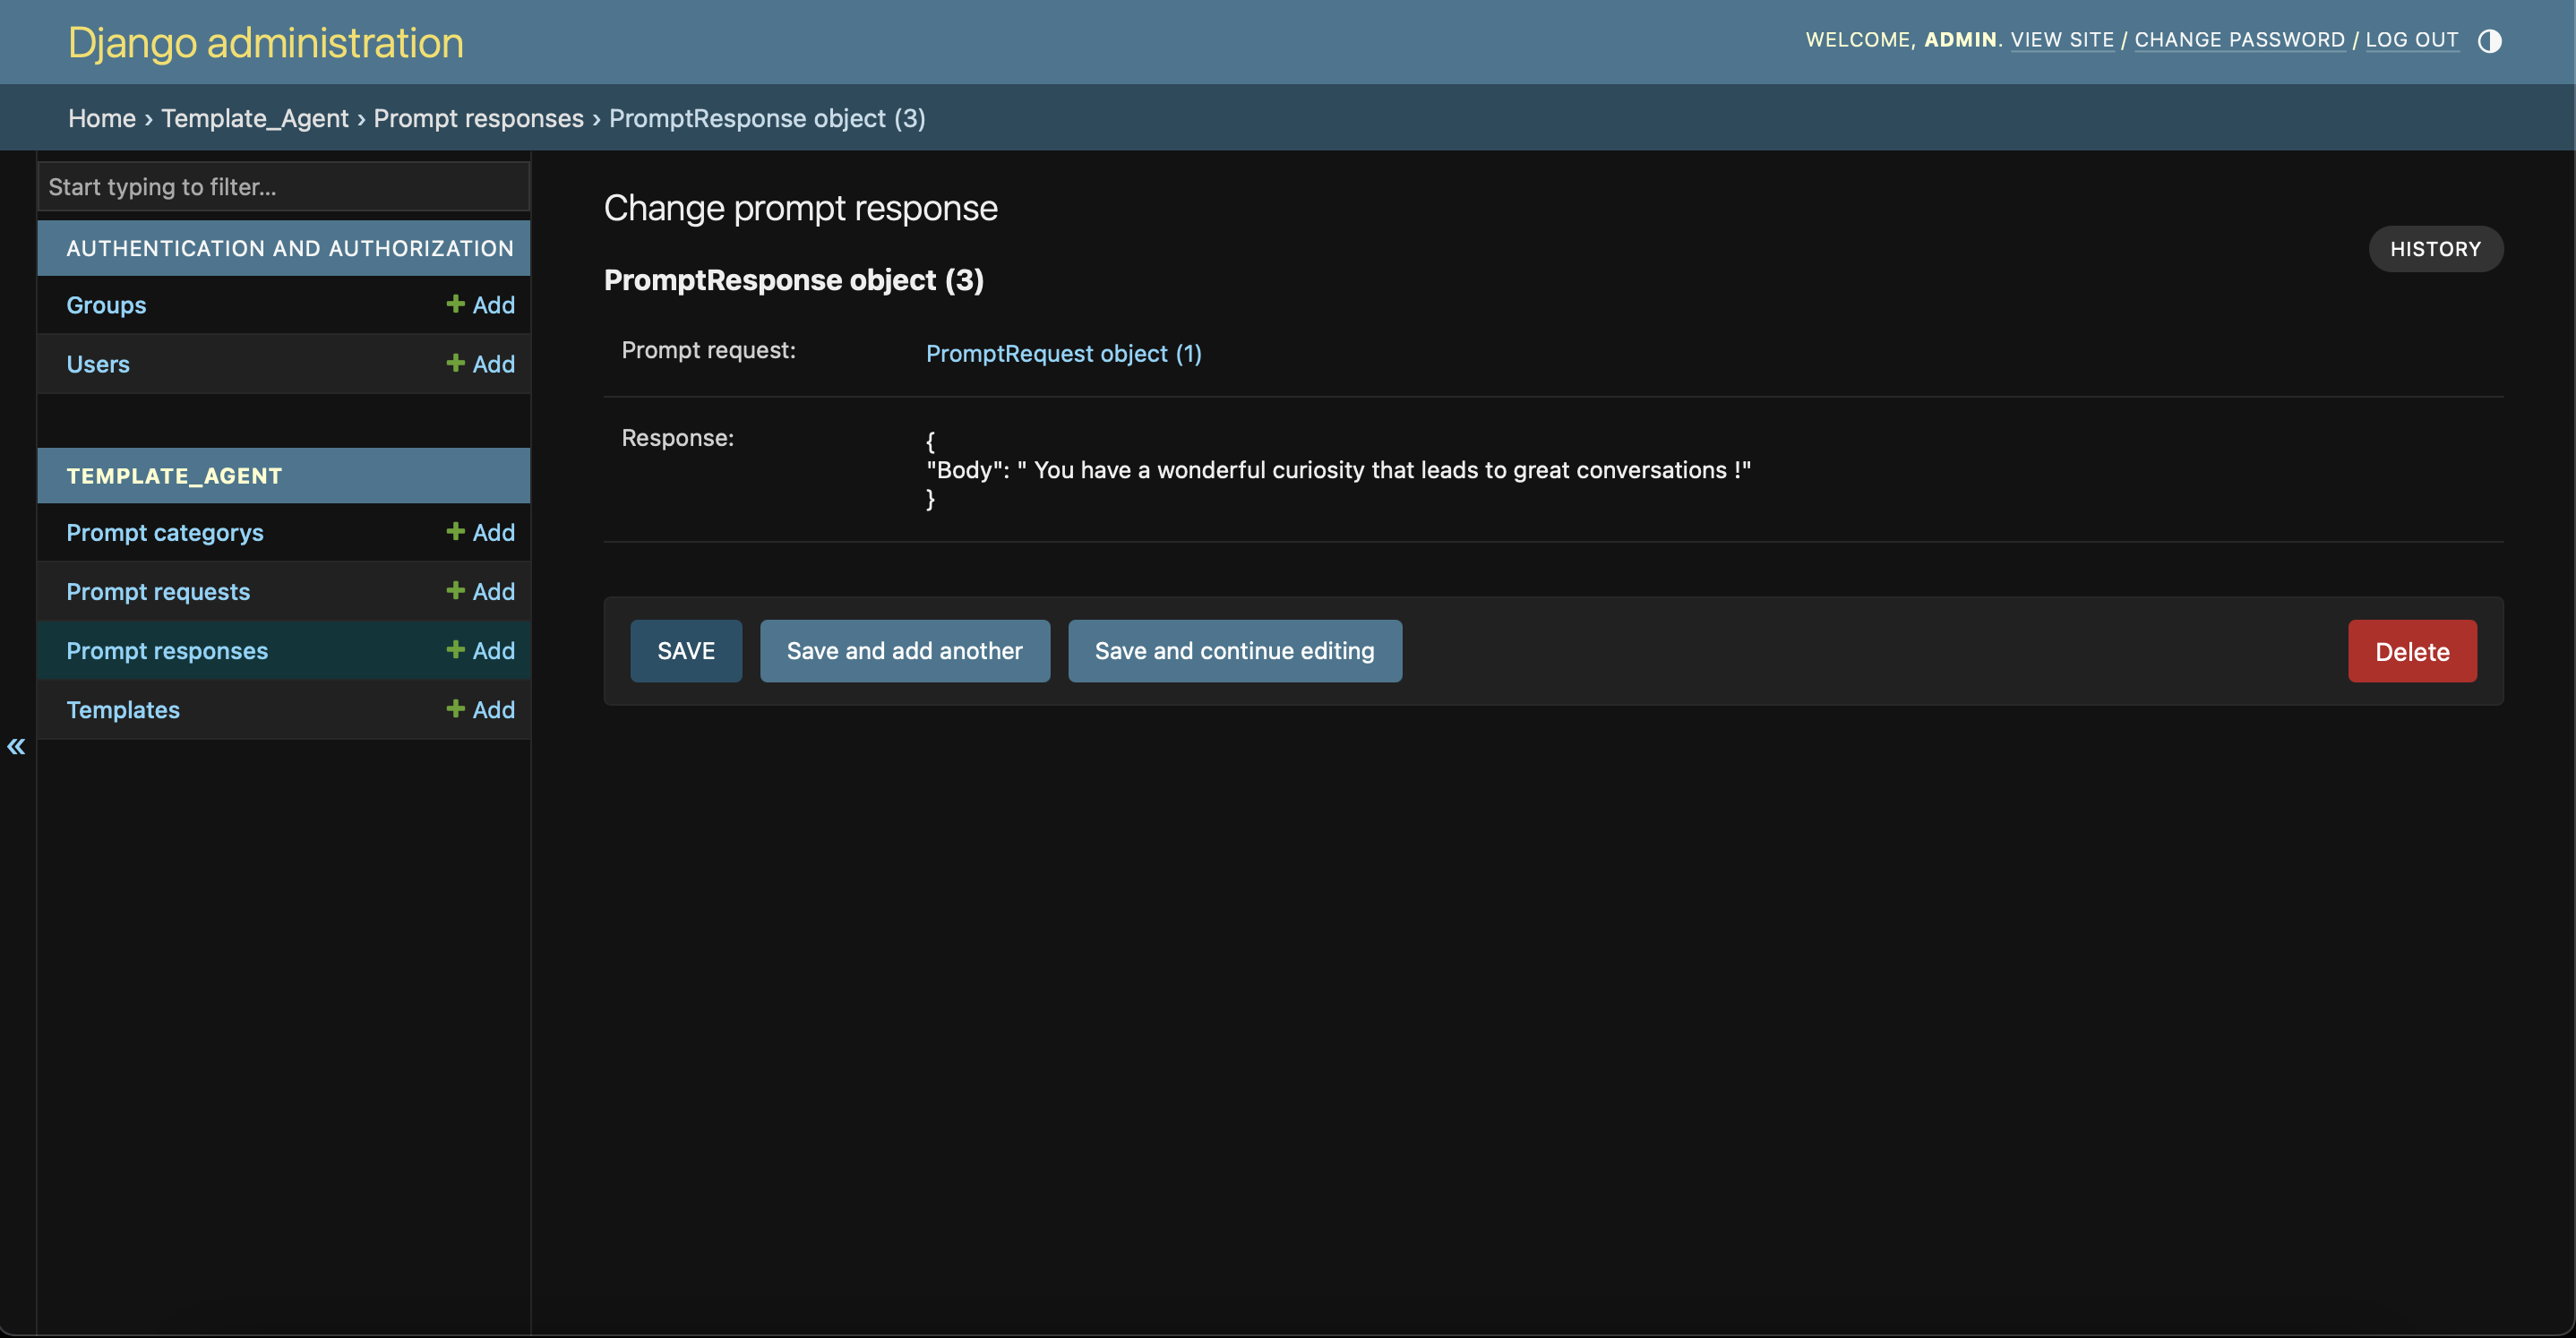 Django administration
WELCOME, ADMIN. VIEW SITE / CHANGE PASSWORD / LOG OUT
Home › Template_Agent › Prompt responses › PromptResponse object (3)
Start typing to filter...
AUTHENTICATION AND AUTHORIZATION
Groups + Add
Users + Add
TEMPLATE_AGENT
Prompt categorys + Add
Prompt requests + Add
Prompt responses + Add
Templates + Add
«
Change prompt response
HISTORY
PromptResponse object (3)
Prompt request: PromptRequest object (1)
Response: {
"Body": " You have a wonderful curiosity that leads to great conversations !"
}
SAVE Save and add another Save and continue editing Delete